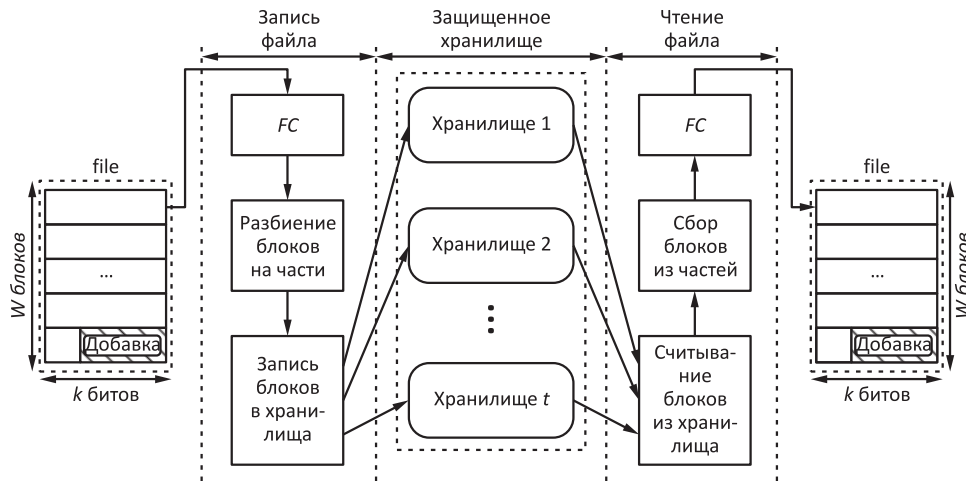 Запись
файла
Защищенное
хранилище
Чтение
файла
file
W блоков
...
Добавка
k битов
FC
Разбиение
блоков
на части
Запись
блоков
в храни-
лища
Хранилище 1
Хранилище 2
Хранилище t
FC
Сбор
блоков
из частей
Считыва-
ние
блоков
из храни-
лища
file
...
Добавка
k битов
W блоков